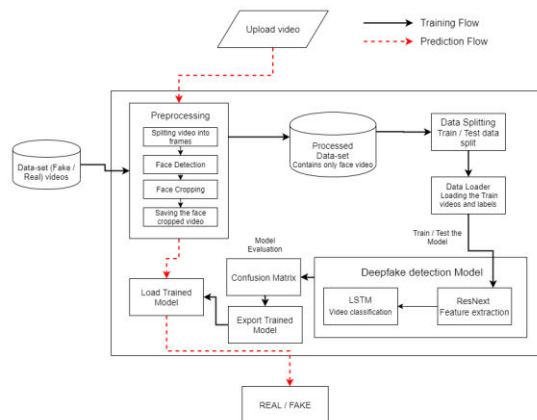 Upload video
Training Flow
Prediction Flow
Preprocessing
Splitting video into
frames
Face Detection
Face Cropping
Saving the face
cropped video
Data-set (Fake /
Real) videos
Processed
Data-set
Contains only face video
Data Splitting
Train / Test data
split
Data Loader
Loading the Train
videos and labels
Train / Test the
Model
Model
Evaluation
Confusion Matrix
Export Trained
Model
Load Trained
Model
Deepfake detection Model
LSTM
Video classification
ResNext
Feature extraction
REAL / FAKE